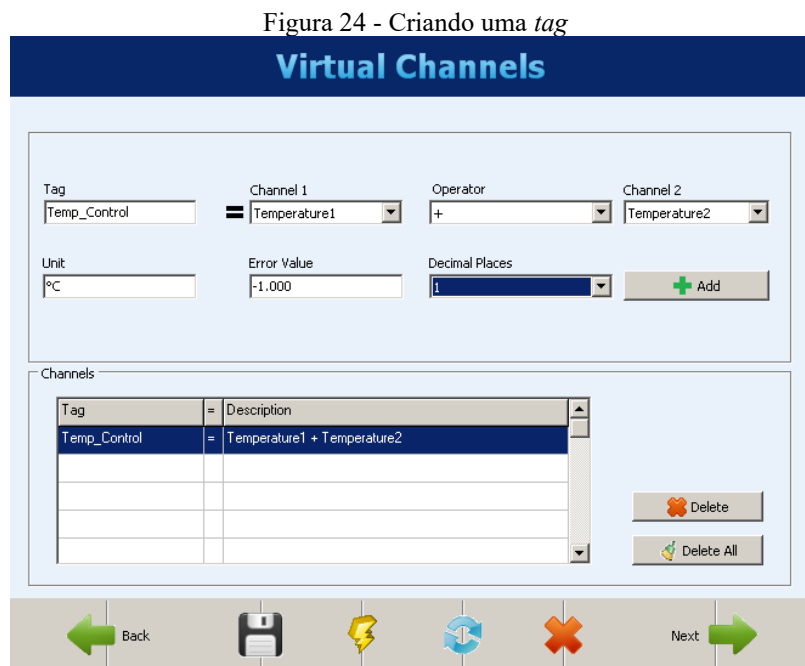 Figura 24 - Criando uma tag
Virtual Channels
Tag Channel 1 Operator Channel 2
Temp_Control = Temperature1 + Temperature2
Unit Error Value Decimal Places
°C -1.000 1 Add
Channels
Tag = Description
Temp_Control = Temperature1 + Temperature2
Delete
Delete All
Back Next